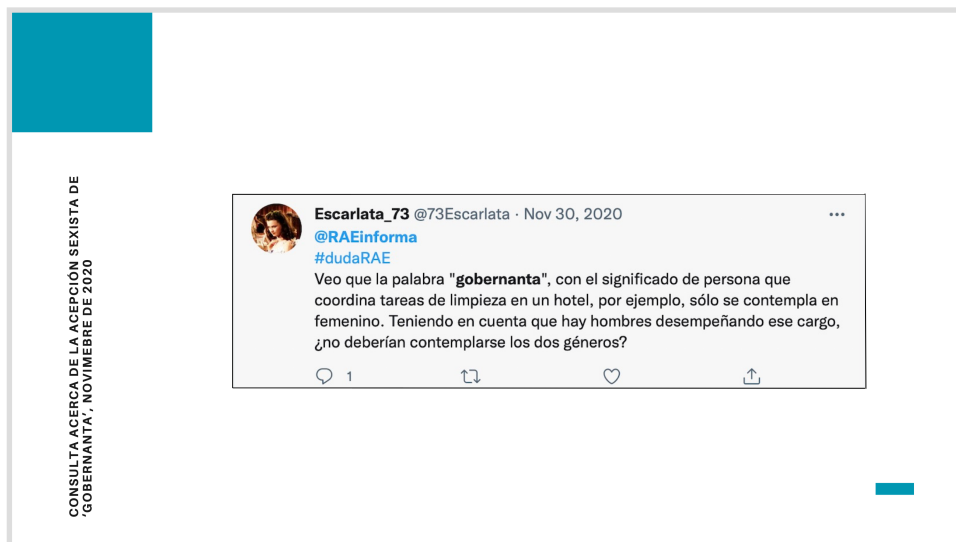 CONSULTA ACERCA DE LA ACEPCIÓN SEXISTA DE
'GOBERNANTA', NOVIMEBRE DE 2020
Escarlata_73 @73Escarlata · Nov 30, 2020
@RAEinforma
#dudaRAE
Veo que la palabra "gobernanta", con el significado de persona que
coordina tareas de limpieza en un hotel, por ejemplo, sólo se contempla en
femenino. Teniendo en cuenta que hay hombres desempeñando ese cargo,
¿no deberían contemplarse los dos géneros?
1